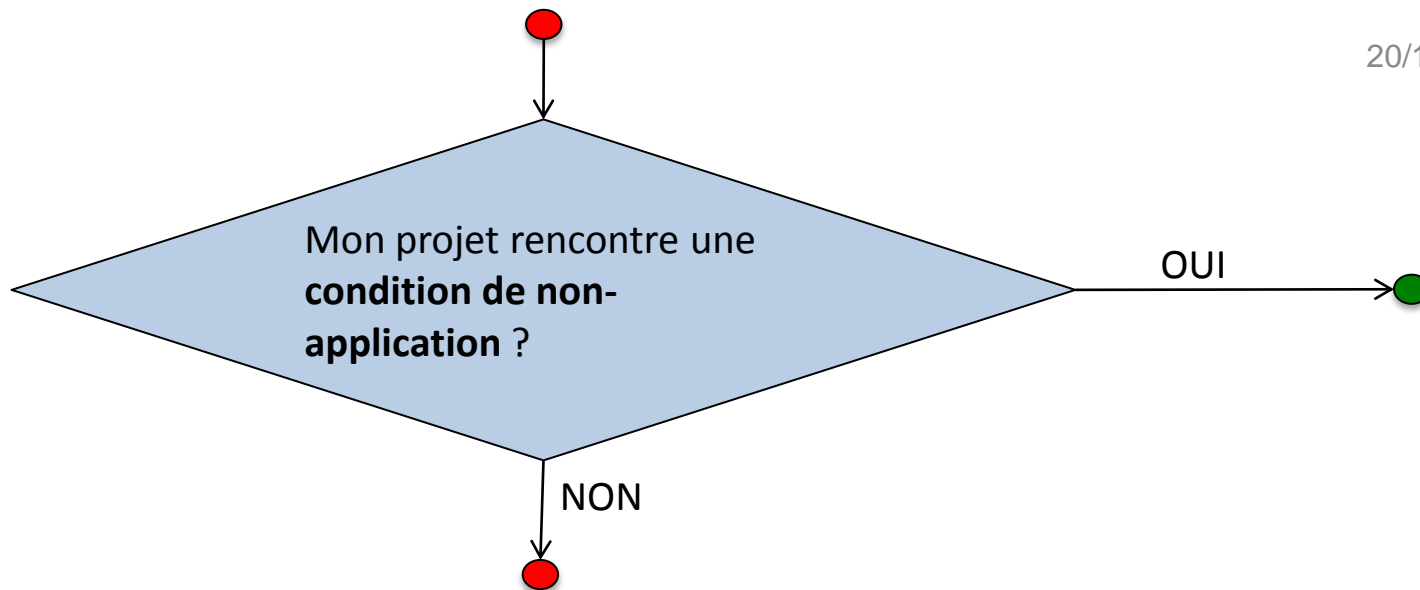 20/1
Mon projet rencontre une
condition de non-
application ?
OUI
NON